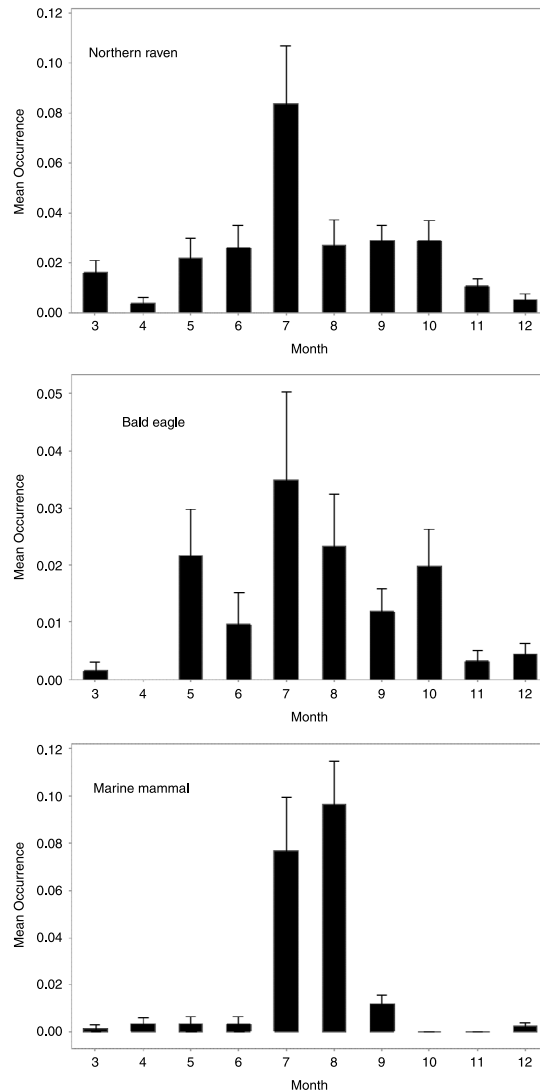 0.12
Northern raven
0.10
0.08
0.06
0.04
0.02
0.00
Mean Occurrence
3 4 5 6 7 8 9 10 11 12
Month
0.05
Bald eagle
0.04
0.03
0.02
0.01
0.00
Mean Occurrence
3 4 5 6 7 8 9 10 11 12
Month
0.12
Marine mammal
0.10
0.08
0.06
0.04
0.02
0.00
Mean Occurrence
3 4 5 6 7 8 9 10 11 12
Month